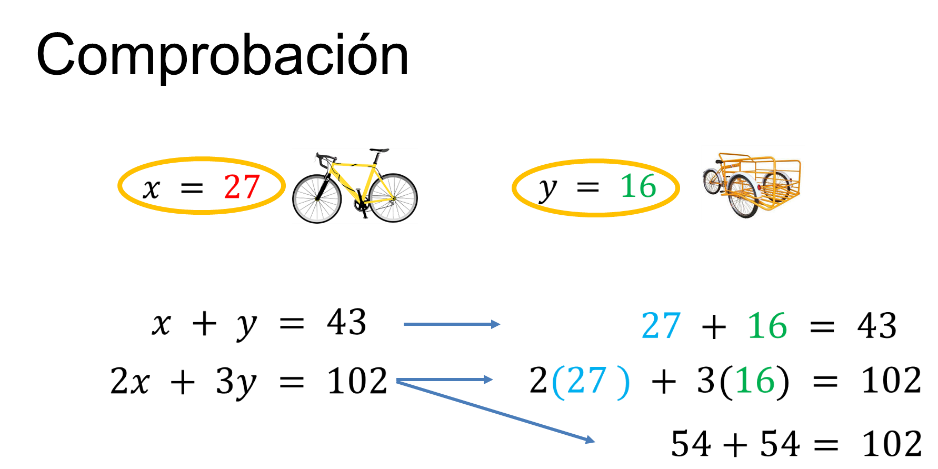 Comprobación
x = 27
y = 16
x + y = 43
27 + 16 = 43
2x + 3y = 102
2(27 ) + 3(16) = 102
54 + 54 = 102